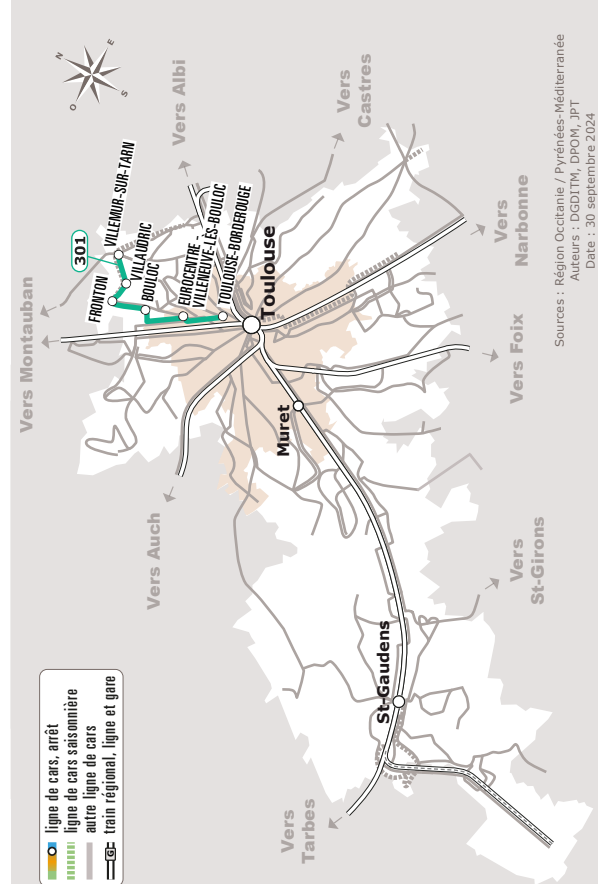 N
E
S
O
Vers Albi
Vers
Castres
Vers Montauban
301
VILLEMUR-SUR-TARN
FRONTON
VILLAUDRIC
BOULOC
EUROCENTRE -
VILLENEUVE-LÈS-BOULOC
TOULOUSE-BORDEROUGE
Toulouse
Vers
Narbonne
Vers Foix
Muret
Vers Auch
Vers
St-Girons
St-Gaudens
Vers
Tarbes
ligne de cars, arrêt
ligne de cars saisonnière
autre ligne de cars
G
train régional, ligne et gare
Sources : Région Occitanie / Pyrénées-Méditerranée
Auteurs : DGDITM, DPOM, JPT
Date : 30 septembre 2024